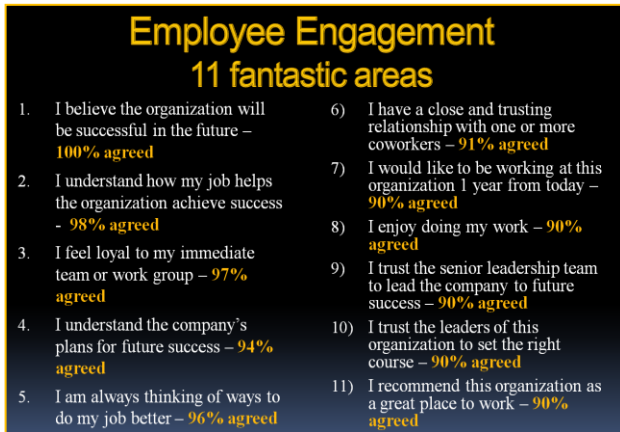 Employee Engagement
11 fantastic areas
1. I believe the organization will
be successful in the future –
100% agreed
2. I understand how my job helps
the organization achieve success
- 98% agreed
3. I feel loyal to my immediate
team or work group – 97%
agreed
4. I understand the company's
plans for future success – 94%
agreed
5. I am always thinking of ways to
do my job better – 96% agreed
6) I have a close and trusting
relationship with one or more
coworkers – 91% agreed
7) I would like to be working at this
organization 1 year from today –
90% agreed
8) I enjoy doing my work – 90%
agreed
9) I trust the senior leadership team
to lead the company to future
success – 90% agreed
10) I trust the leaders of this
organization to set the right
course – 90% agreed
11) I recommend this organization as
a great place to work – 90%
agreed